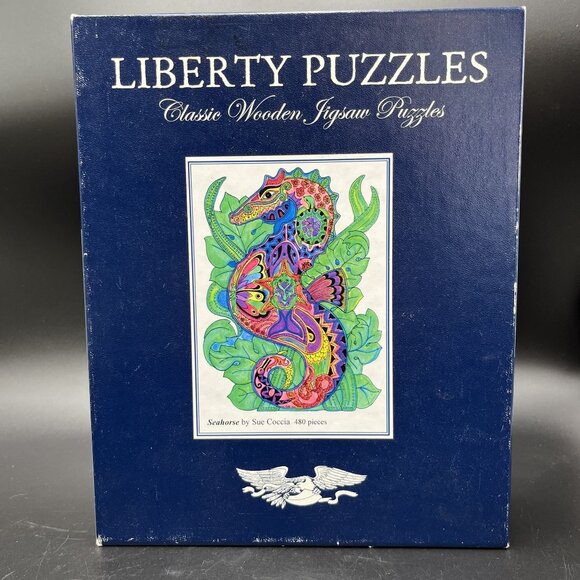 LIBERTY PUZZLES
Classic Wooden Jigsaw Puzzles
Seahorse by Sue Coccia 480 pieces